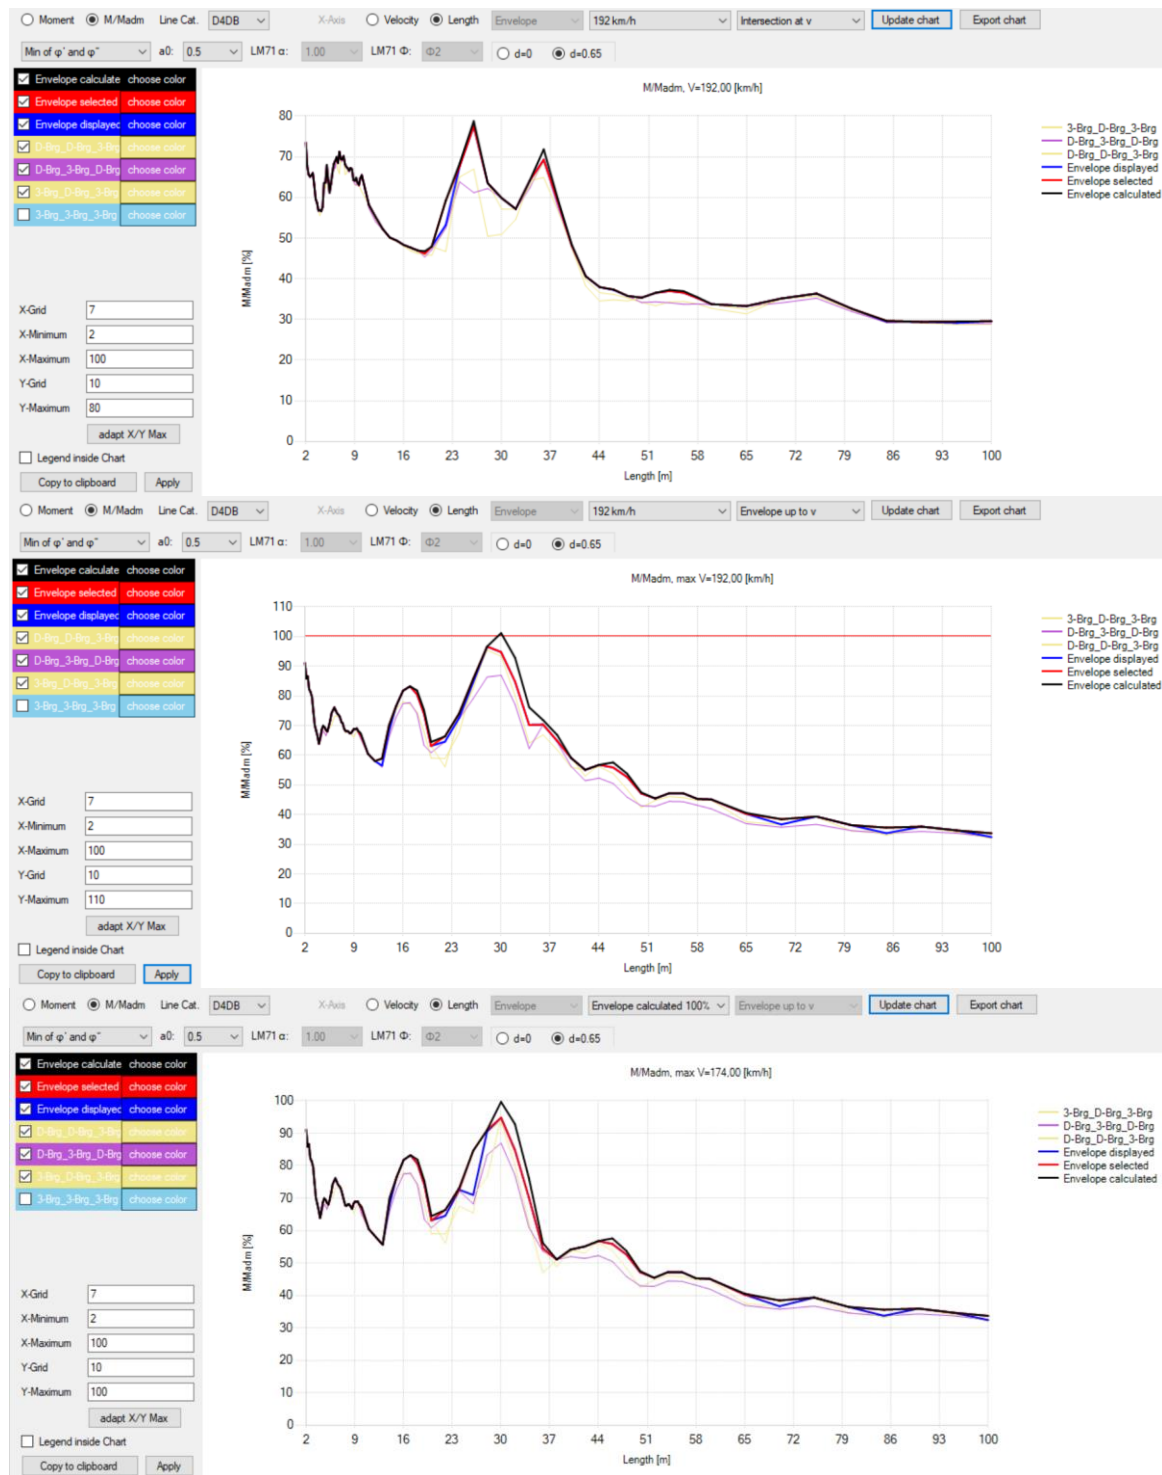 Moment M/Madm Line Cat. D4DB X-Axis Velocity Length Envelope 192 km/h Intersection at v Update chart Export chart
Min of φ' and φ'' a0: 0.5 LM71 α: 1.00 LM71 Φ: Φ2 d=0 d=0.65
Envelope calculate choose color
Envelope selected choose color
Envelope displayed choose color
D-Brg_D-Brg_3-Brg choose color
D-Brg_3-Brg_D-Brg choose color
3-Brg_D-Brg_3-Brg choose color
3-Brg_3-Brg_3-Brg choose color
X-Grid 7
X-Minimum 2
X-Maximum 100
Y-Grid 10
Y-Maximum 80
adapt X/Y Max
Legend inside Chart
Copy to clipboard Apply
M/Madm, V=192,00 [km/h]
M/Madm [%]
80
70
60
50
40
30
20
10
0
2 9 16 23 30 37 44 51 58 65 72 79 86 93 100
Length [m]
3-Brg_D-Brg_3-Brg
D-Brg_3-Brg_D-Brg
D-Brg_D-Brg_3-Brg
Envelope displayed
Envelope selected
Envelope calculated
Moment M/Madm Line Cat. D4DB X-Axis Velocity Length Envelope 192 km/h Envelope up to v Update chart Export chart
Min of φ' and φ'' a0: 0.5 LM71 α: 1.00 LM71 Φ: Φ2 d=0 d=0.65
Envelope calculate choose color
Envelope selected choose color
Envelope displayed choose color
D-Brg_D-Brg_3-Brg choose color
D-Brg_3-Brg_D-Brg choose color
3-Brg_D-Brg_3-Brg choose color
3-Brg_3-Brg_3-Brg choose color
X-Grid 7
X-Minimum 2
X-Maximum 100
Y-Grid 10
Y-Maximum 110
adapt X/Y Max
Legend inside Chart
Copy to clipboard Apply
M/Madm, max V=192,00 [km/h]
M/Madm [%]
110
100
90
80
70
60
50
40
30
20
10
0
2 9 16 23 30 37 44 51 58 65 72 79 86 93 100
Length [m]
3-Brg_D-Brg_3-Brg
D-Brg_3-Brg_D-Brg
D-Brg_D-Brg_3-Brg
Envelope displayed
Envelope selected
Envelope calculated
Moment M/Madm Line Cat. D4DB X-Axis Velocity Length Envelope Envelope calculated 100% Envelope up to v Update chart Export chart
Min of φ' and φ'' a0: 0.5 LM71 α: 1.00 LM71 Φ: Φ2 d=0 d=0.65
Envelope calculate choose color
Envelope selected choose color
Envelope displayed choose color
D-Brg_D-Brg_3-Brg choose color
D-Brg_3-Brg_D-Brg choose color
3-Brg_D-Brg_3-Brg choose color
3-Brg_3-Brg_3-Brg choose color
X-Grid 7
X-Minimum 2
X-Maximum 100
Y-Grid 10
Y-Maximum 100
adapt X/Y Max
Legend inside Chart
Copy to clipboard Apply
M/Madm, max V=174,00 [km/h]
M/Madm [%]
100
90
80
70
60
50
40
30
20
10
0
2 9 16 23 30 37 44 51 58 65 72 79 86 93 100
Length [m]
3-Brg_D-Brg_3-Brg
D-Brg_3-Brg_D-Brg
D-Brg_D-Brg_3-Brg
Envelope displayed
Envelope selected
Envelope calculated